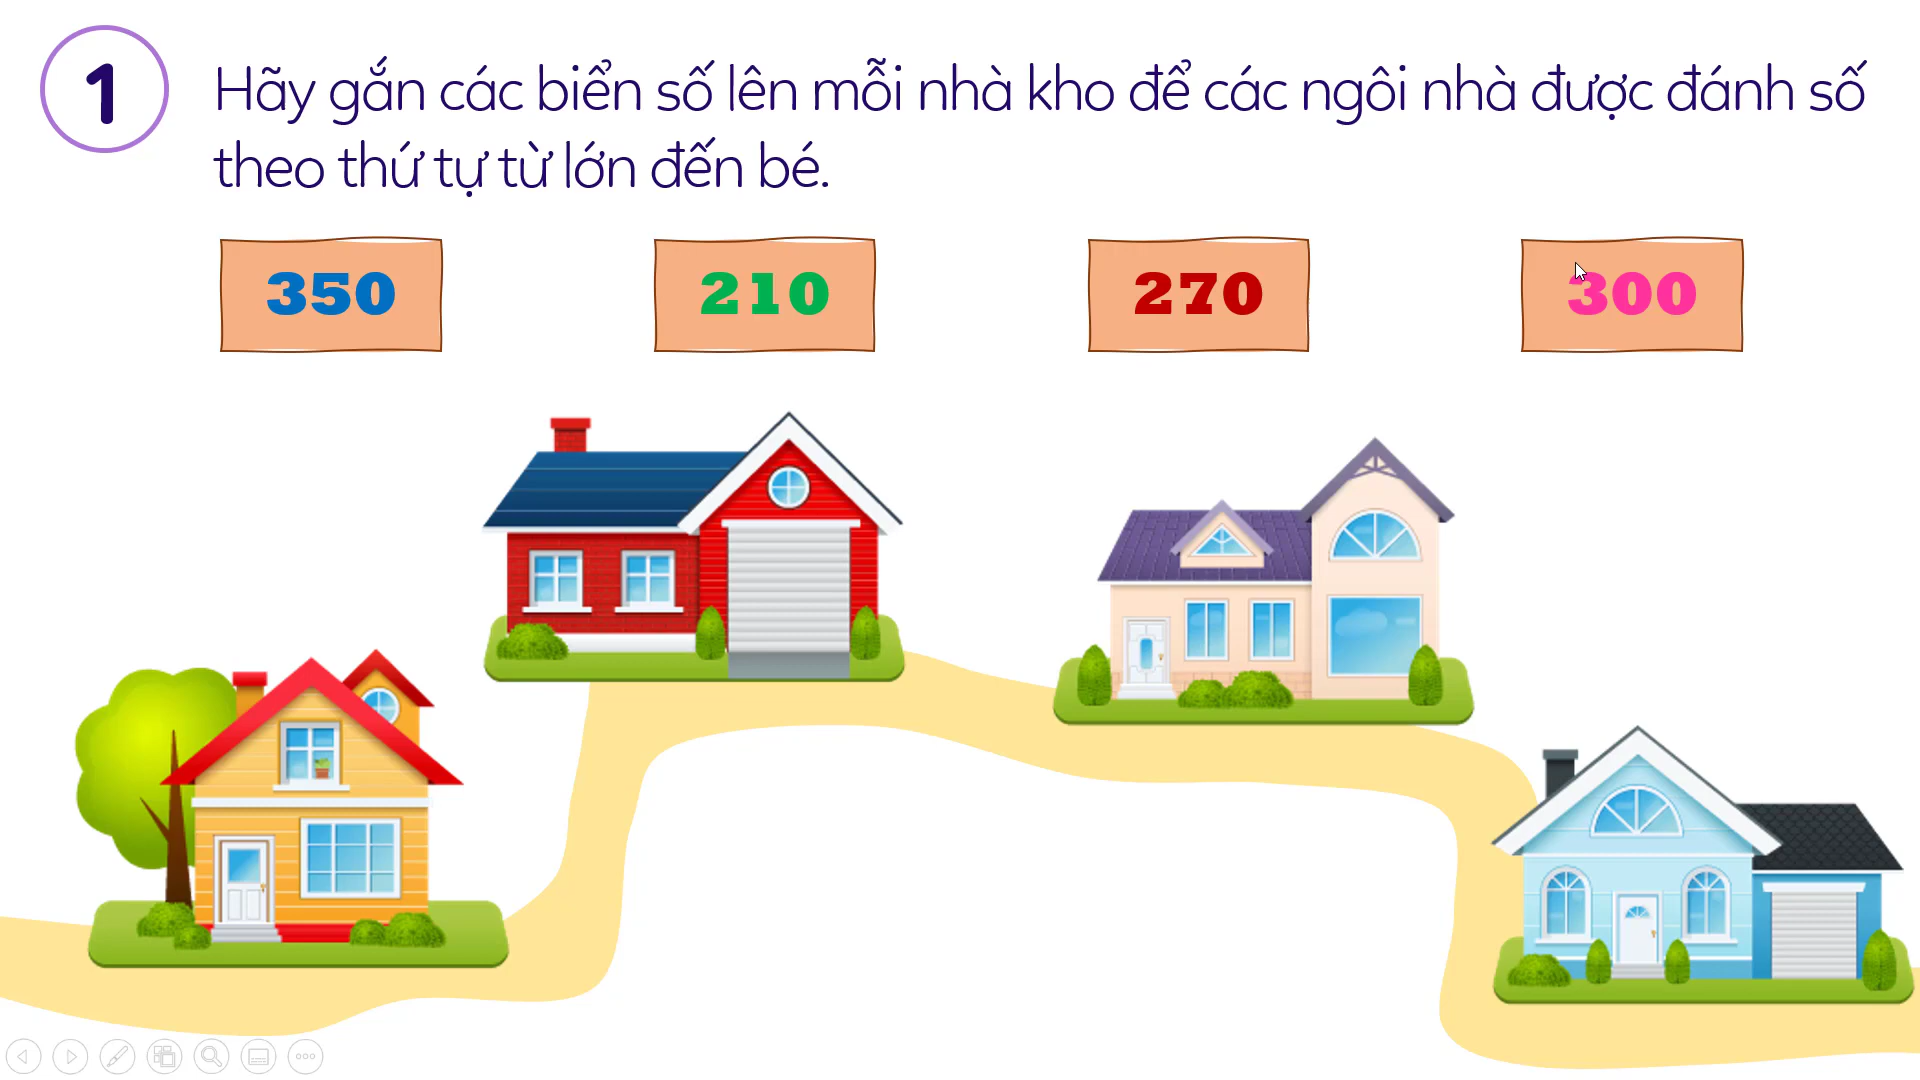 1
Hãy gắn các biển số lên mỗi nhà kho để các ngôi nhà được đánh số
theo thứ tự từ lớn đến bé.
350 210 270 300